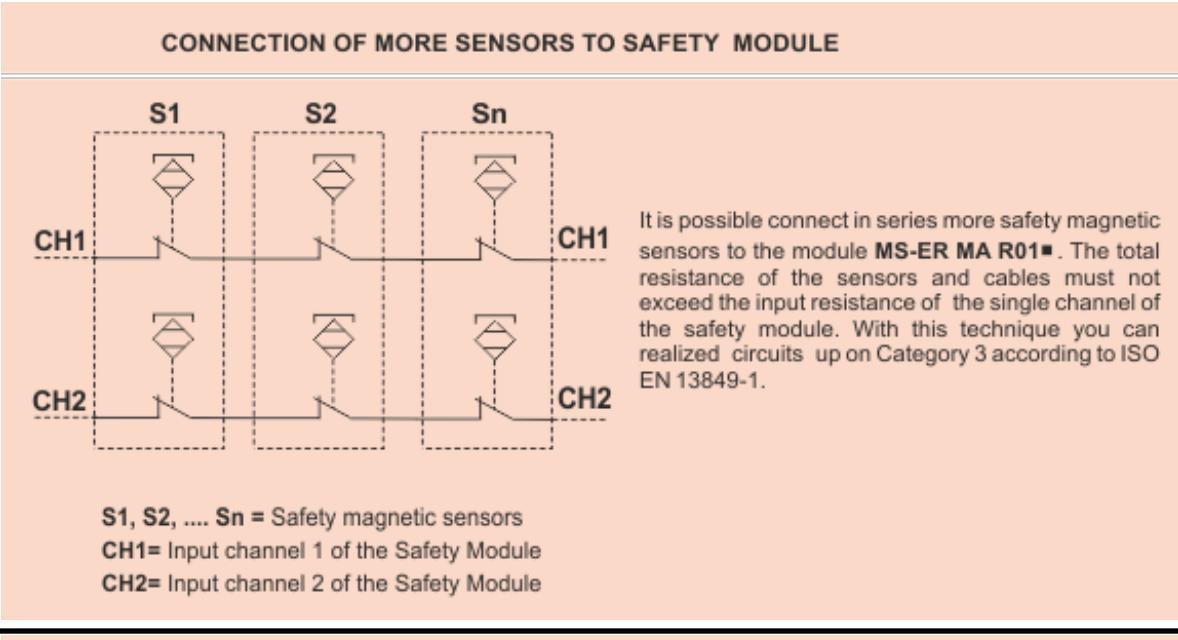 CONNECTION OF MORE SENSORS TO SAFETY MODULE
S1 S2 Sn
CH1 CH1
CH2 CH2
It is possible connect in series more safety magnetic
sensors to the module MS-ER MA R01■. The total
resistance of the sensors and cables must not
exceed the input resistance of the single channel of
the safety module. With this technique you can
realized circuits up on Category 3 according to ISO
EN 13849-1.
S1, S2, .... Sn = Safety magnetic sensors
CH1= Input channel 1 of the Safety Module
CH2= Input channel 2 of the Safety Module